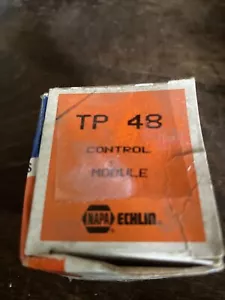 TP 48
CONTROL
MODULE
NAPA ECHLIN
S